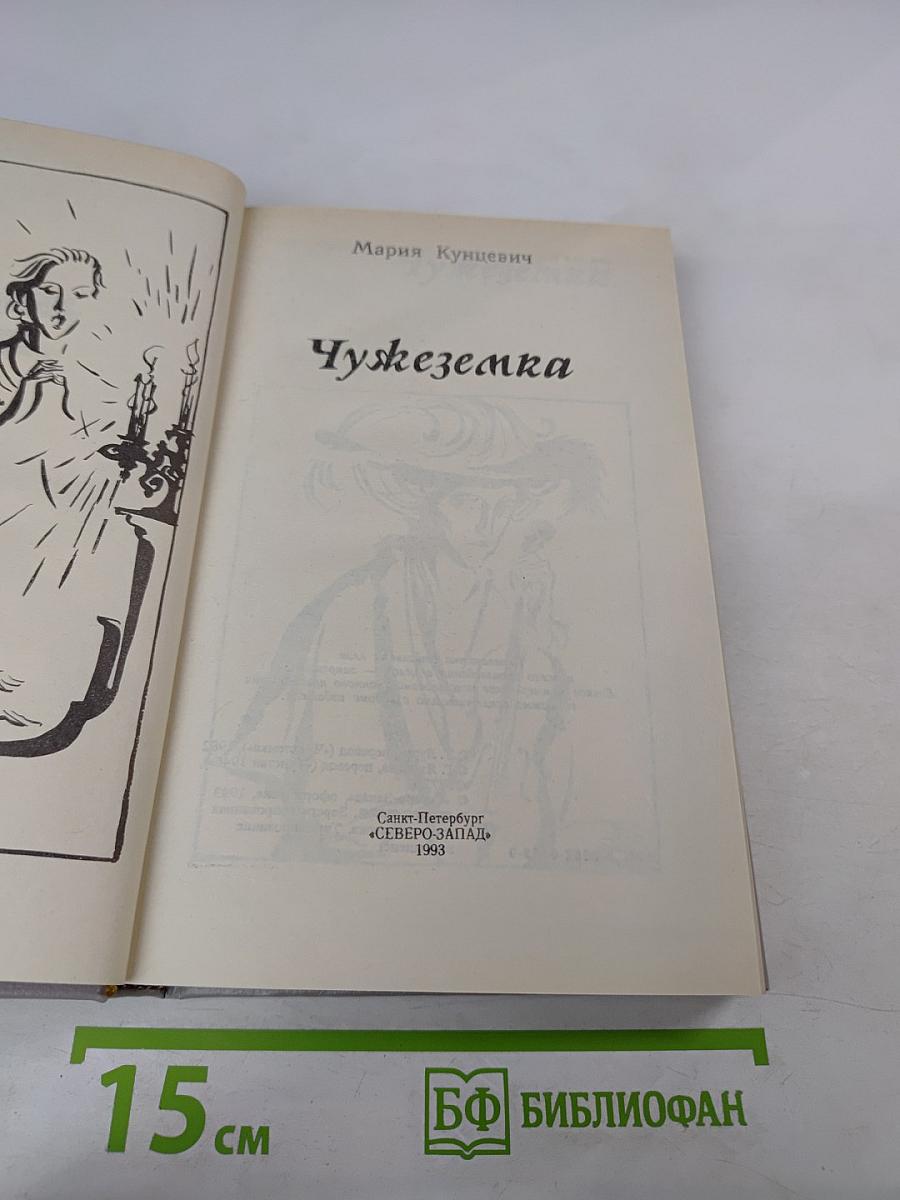 Мария Кунцевич
Чужеземка
Санкт-Петербург
«СЕВЕРО-ЗАПАД»
1993
15 см
БФ БИБЛИОФАН